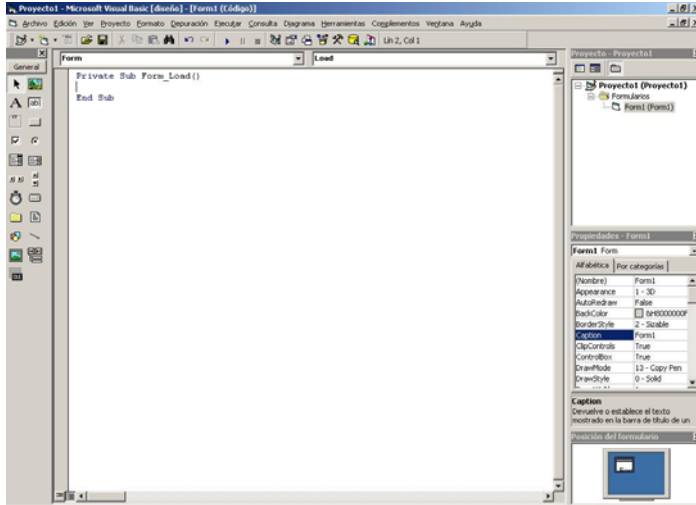 Proyecto1 - Microsoft Visual Basic [diseño] - [Form1 (Código)]
Archivo Edición Ver Proyecto Formato Depuración Ejecutar Consulta Diagrama Herramientas Complementos Ventana Ayuda
Lin 2, Col 1
General
Form
Load
Private Sub Form_Load()
End Sub
Proyecto - Proyecto1
Proyecto1 (Proyecto1)
Formularios
Form1 (Form1)
Propiedades - Form1
Form1 Form
Alfabética Por categorías
(Nombre) Form1
Appearance 1 - 3D
AutoRedraw False
BackColor &H8000000F
BorderStyle 2 - Sizable
Caption Form1
ClipControls True
ControlBox True
DrawMode 13 - Copy Pen
DrawStyle 0 - Solid
Caption
Devuelve o establece el texto
mostrado en la barra de título de un
Posición del formulario